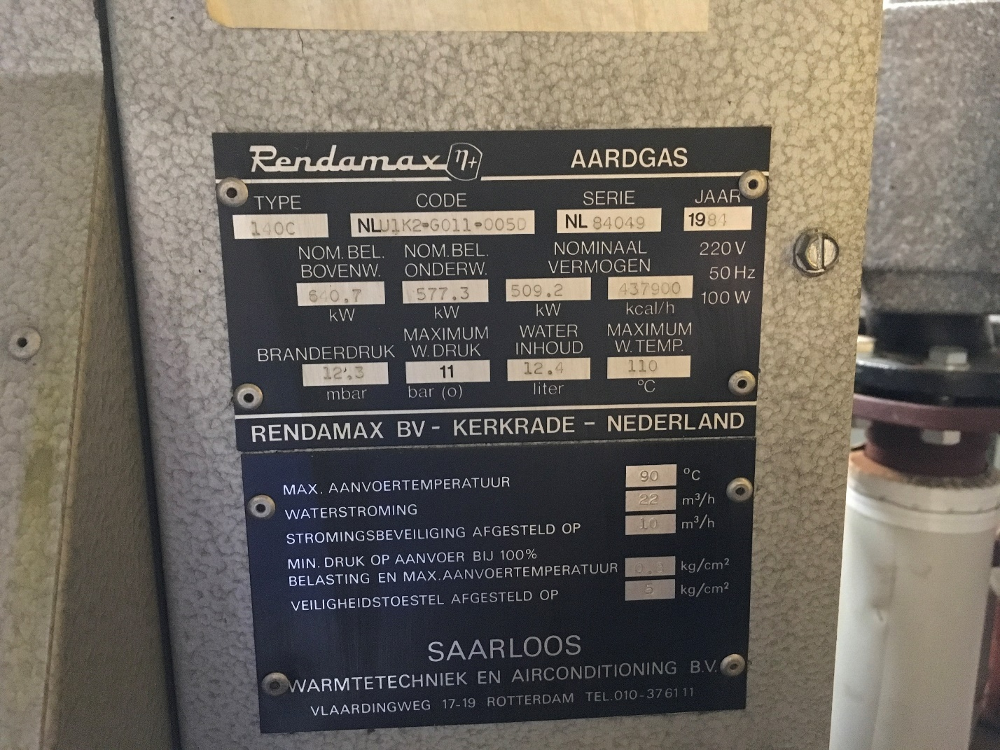 Rendamax η+ AARDGAS
TYPE CODE SERIE JAAR
140C NLU1K2-G011-005D NL 84049 1984
NOM. BEL. NOM. BEL. NOMINAAL 220 V
BOVENW. ONDERW. VERMOGEN 50 Hz
640.7 577.3 509.2 437900 100 W
kW kW kW kcal/h
MAXIMUM WATER MAXIMUM
BRANDERDRUK W. DRUK INHOUD W. TEMP.
12.3 11 12.4 110
mbar bar (o) liter °C
RENDAMAX BV - KERKRADE - NEDERLAND
MAX. AANVOERTEMPERATUUR 90 °C
WATERSTROMING 22 m³/h
STROMINGSBEVEILIGING AFGESTELD OP 10 m³/h
MIN. DRUK OP AANVOER BIJ 100%
BELASTING EN MAX. AANVOERTEMPERATUUR kg/cm²
VEILIGHEIDSTOESTEL AFGESTELD OP 5 kg/cm²
SAARLOOS
WARMTETECHNIEK EN AIRCONDITIONING B.V.
VLAARDINGWEG 17-19 ROTTERDAM TEL. 010-376111